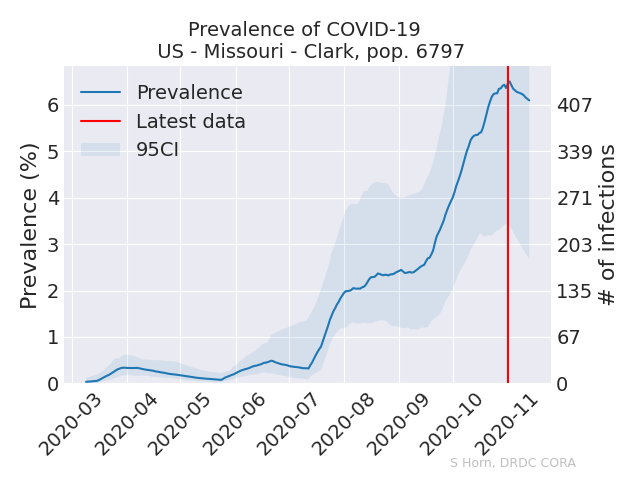 Prevalence of COVID-19
US - Missouri - Clark, pop. 6797
Prevalence
Latest data
95CI
Prevalence (%)
6
5
4
3
2
1
0
407
339
271
203
135
67
0
# of infections
2020-03
2020-04
2020-05
2020-06
2020-07
2020-08
2020-09
2020-10
2020-11
S Horn, DRDC CORA